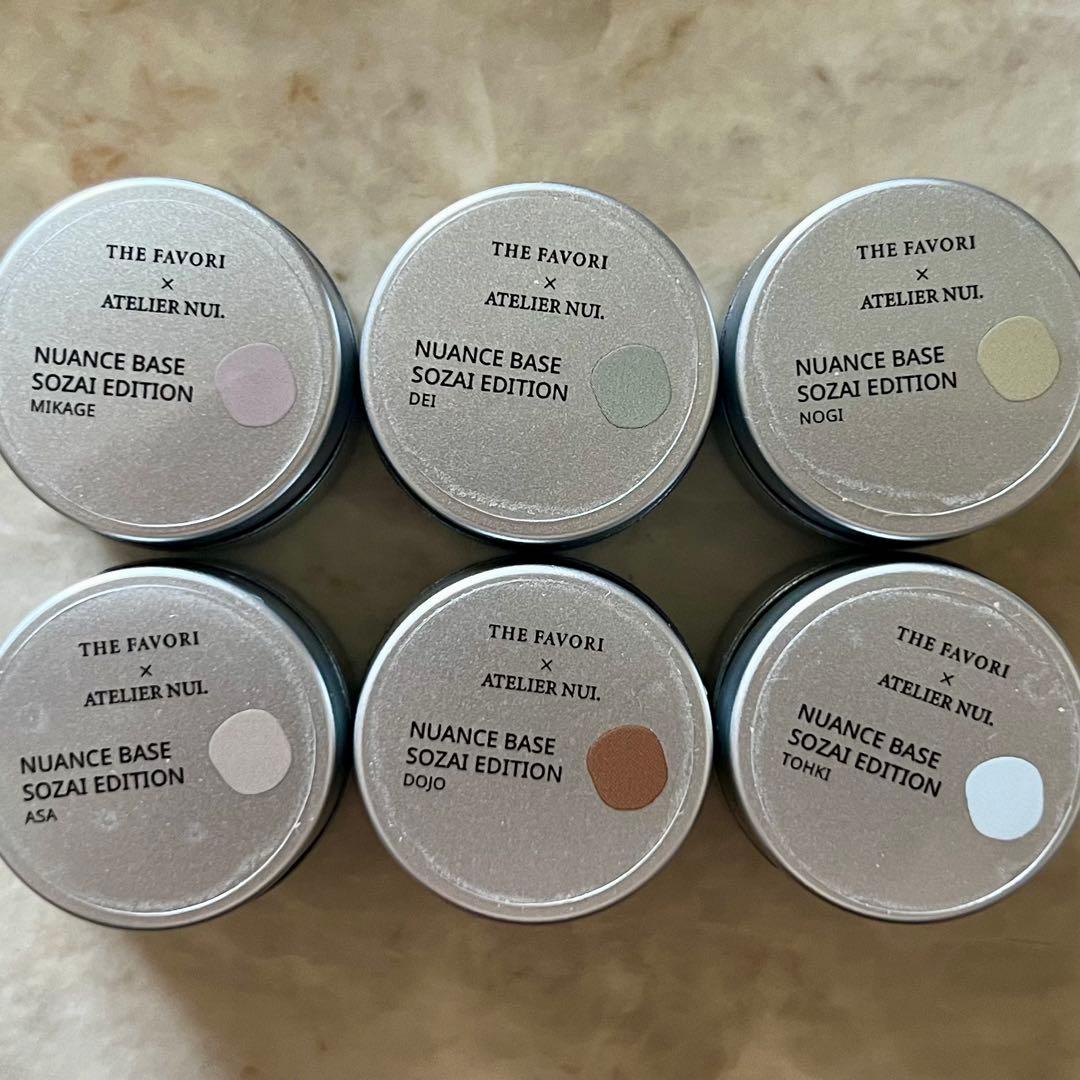 THE FAVORI
×
ATELIER NUI.
NUANCE BASE
SOZAI EDITION
MIKAGE
THE FAVORI
×
ATELIER NUI.
NUANCE BASE
SOZAI EDITION
DEI
THE FAVORI
×
ATELIER NUI.
NUANCE BASE
SOZAI EDITION
NOGI
THE FAVORI
×
ATELIER NUI.
NUANCE BASE
SOZAI EDITION
ASA
THE FAVORI
×
ATELIER NUI.
NUANCE BASE
SOZAI EDITION
DOJO
THE FAVORI
×
ATELIER NUI.
NUANCE BASE
SOZAI EDITION
TOHKI